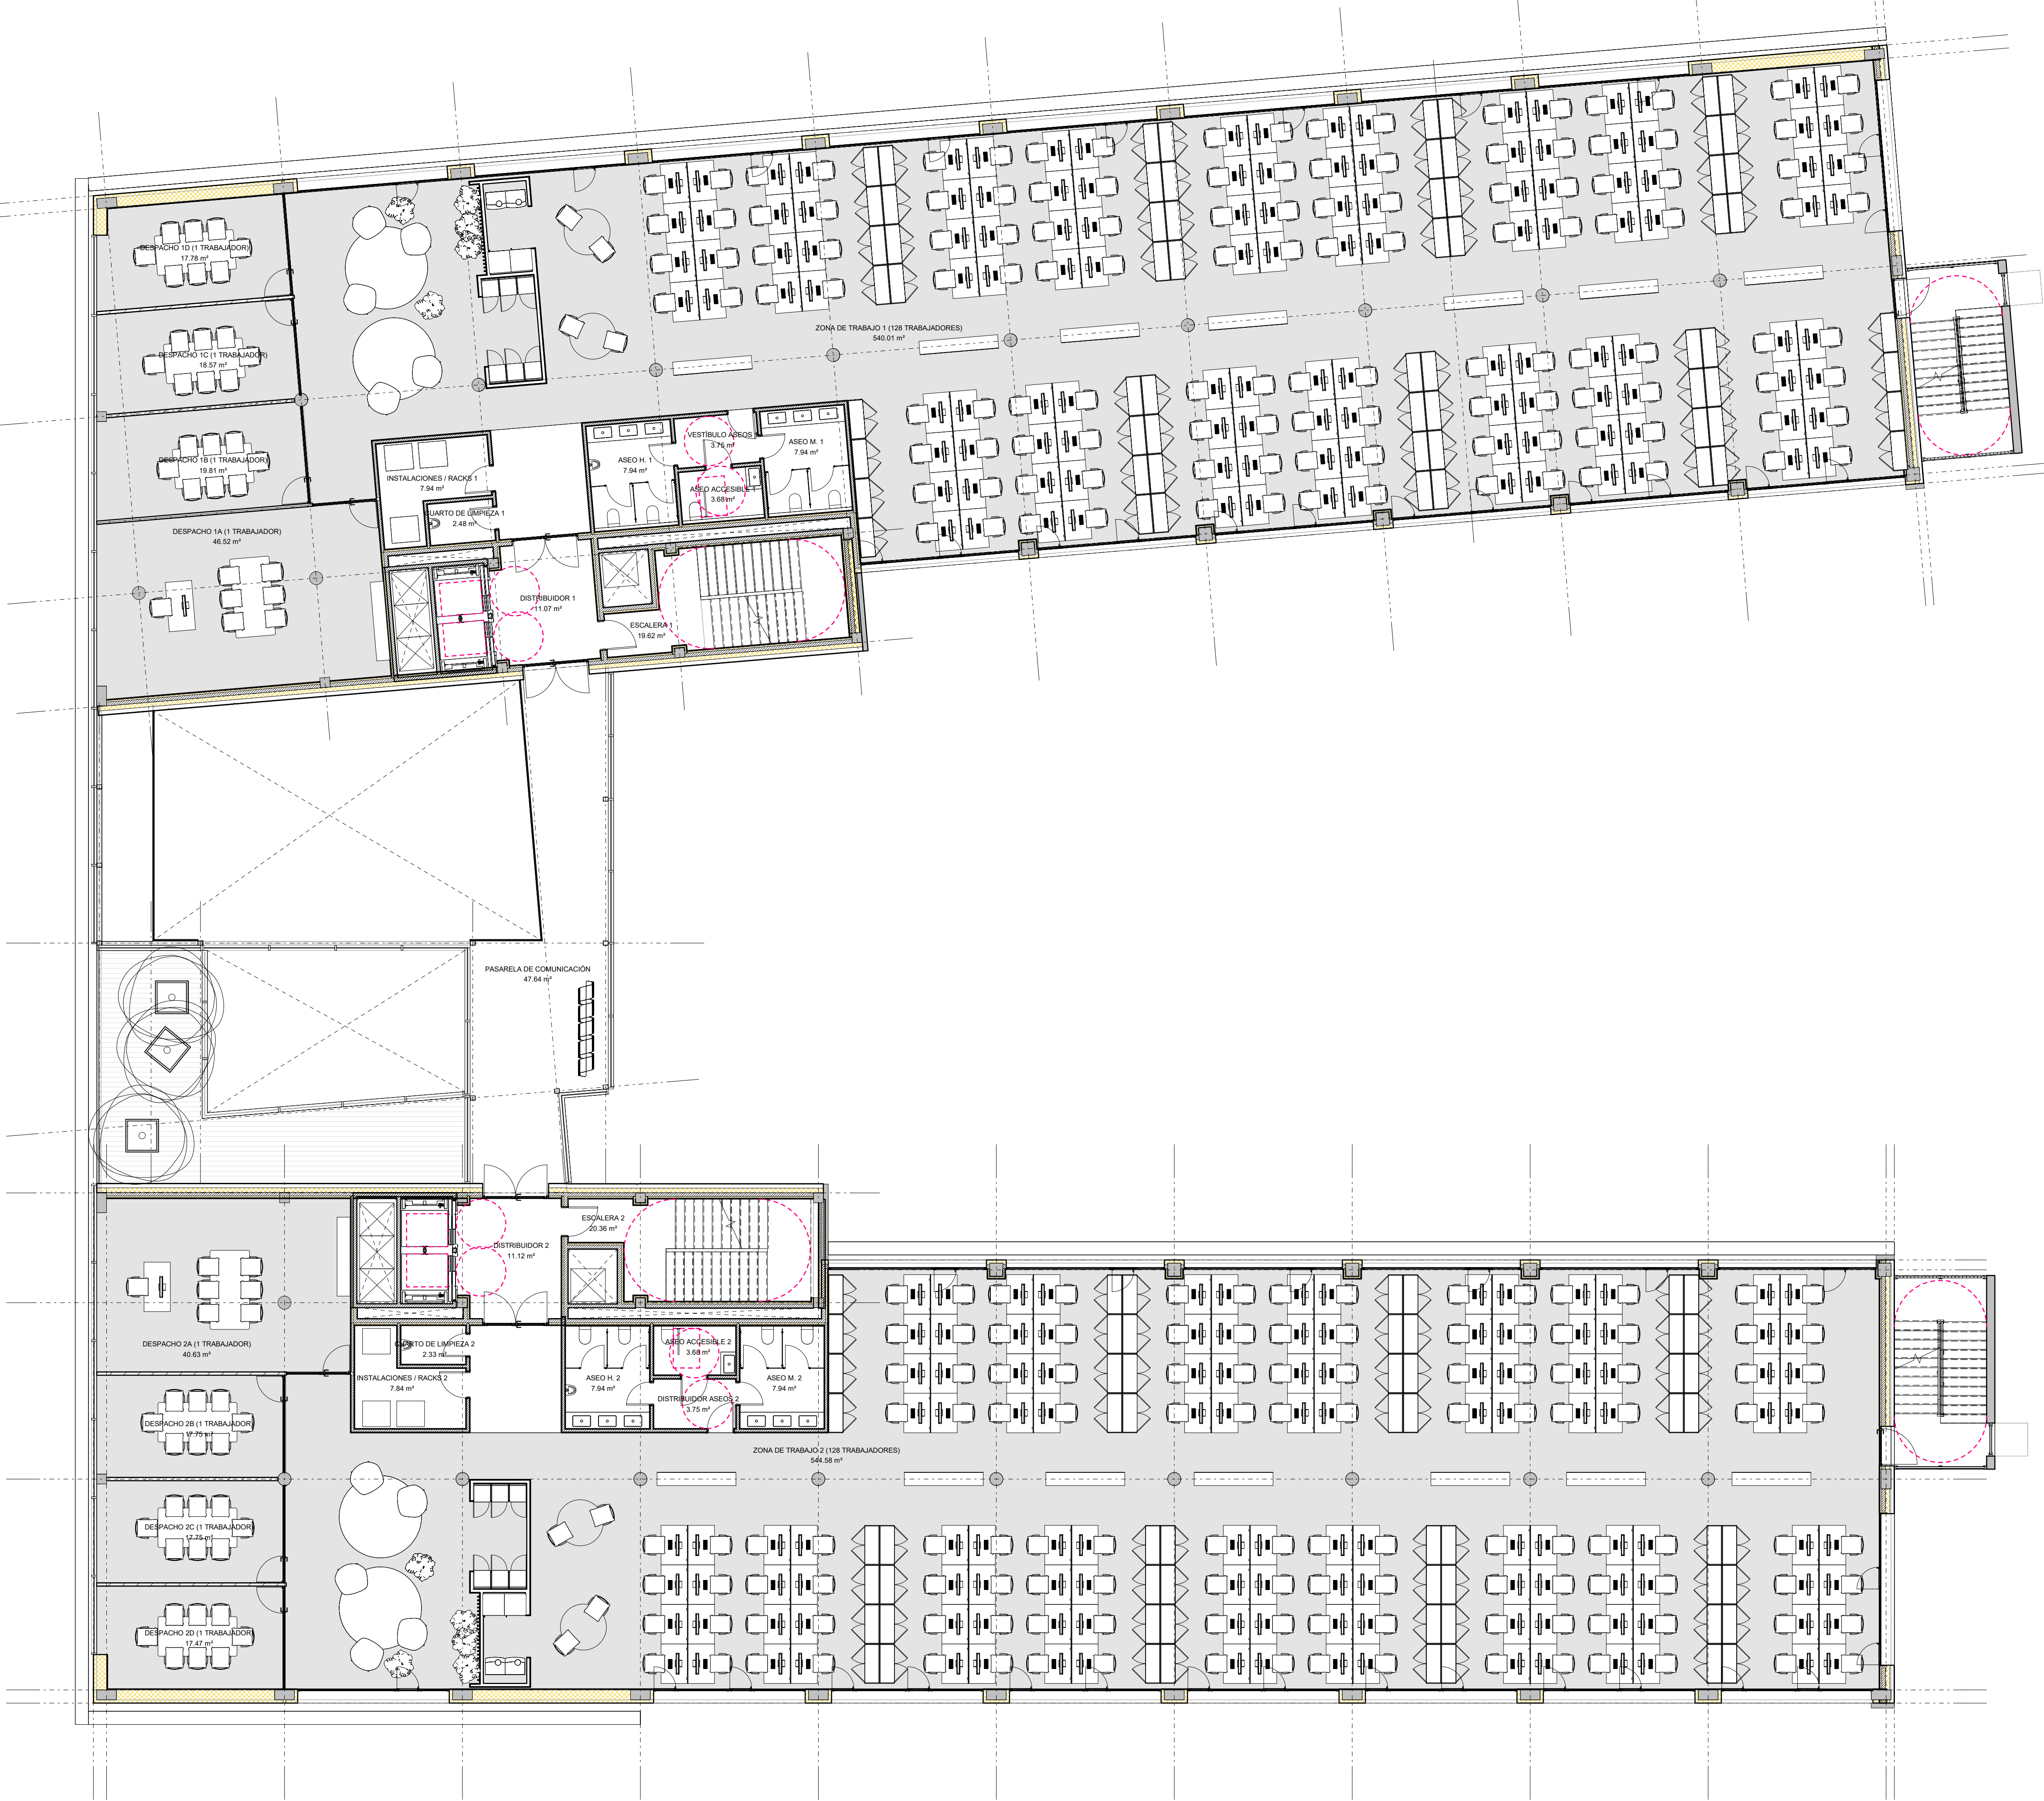 DESPACHO 1D (1 TRABAJADOR)
17.78 m²
ZONA DE TRABAJO 1 (128 TRABAJADORES)
540.01 m²
DESPACHO 1C (1 TRABAJADOR)
18.57 m²
DESPACHO 1B (1 TRABAJADOR)
19.81 m²
VESTÍBULO ASEOS
3.75 m²
ASEO M. 1
7.94 m²
ASEO H. 1
7.94 m²
INSTALACIONES / RACKS 1
7.94 m²
ASEO ACCESIBLE 1
3.68 m²
CUARTO DE LIMPIEZA 1
2.48 m²
DESPACHO 1A (1 TRABAJADOR)
46.52 m²
DISTRIBUIDOR 1
11.07 m²
ESCALERA 1
19.62 m²
PASARELA DE COMUNICACIÓN
47.64 m²
ESCALERA 2
20.36 m²
DISTRIBUIDOR 2
11.12 m²
DESPACHO 2A (1 TRABAJADOR)
40.63 m²
CUARTO DE LIMPIEZA 2
2.33 m²
ASEO ACCESIBLE 2
3.68 m²
INSTALACIONES / RACKS 2
7.84 m²
ASEO H. 2
7.94 m²
ASEO M. 2
7.94 m²
DISTRIBUIDOR ASEOS 2
3.75 m²
DESPACHO 2B (1 TRABAJADOR)
17.75 m²
ZONA DE TRABAJO 2 (128 TRABAJADORES)
544.58 m²
DESPACHO 2C (1 TRABAJADOR)
17.75 m²
DESPACHO 2D (1 TRABAJADOR)
17.47 m²